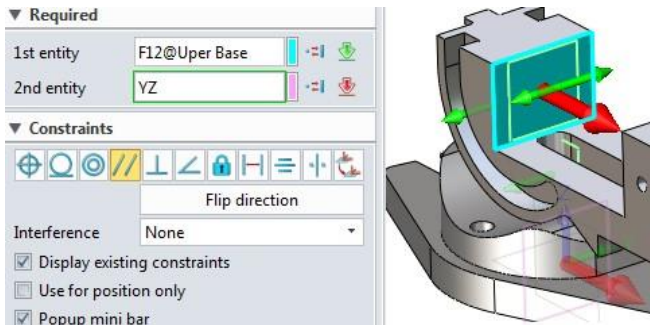 Required
1st entity F12@Uper Base
2nd entity YZ
Constraints
Flip direction
Interference None
Display existing constraints
Use for position only
Popup mini bar